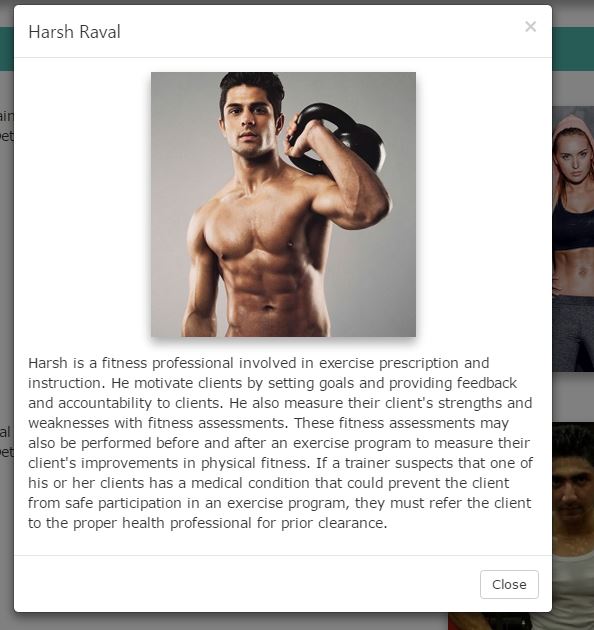 Harsh Raval
×
Harsh is a fitness professional involved in exercise prescription and
instruction. He motivate clients by setting goals and providing feedback
and accountability to clients. He also measure their client's strengths and
weaknesses with fitness assessments. These fitness assessments may
also be performed before and after an exercise program to measure their
client's improvements in physical fitness. If a trainer suspects that one of
his or her clients has a medical condition that could prevent the client
from safe participation in an exercise program, they must refer the client
to the proper health professional for prior clearance.
Close